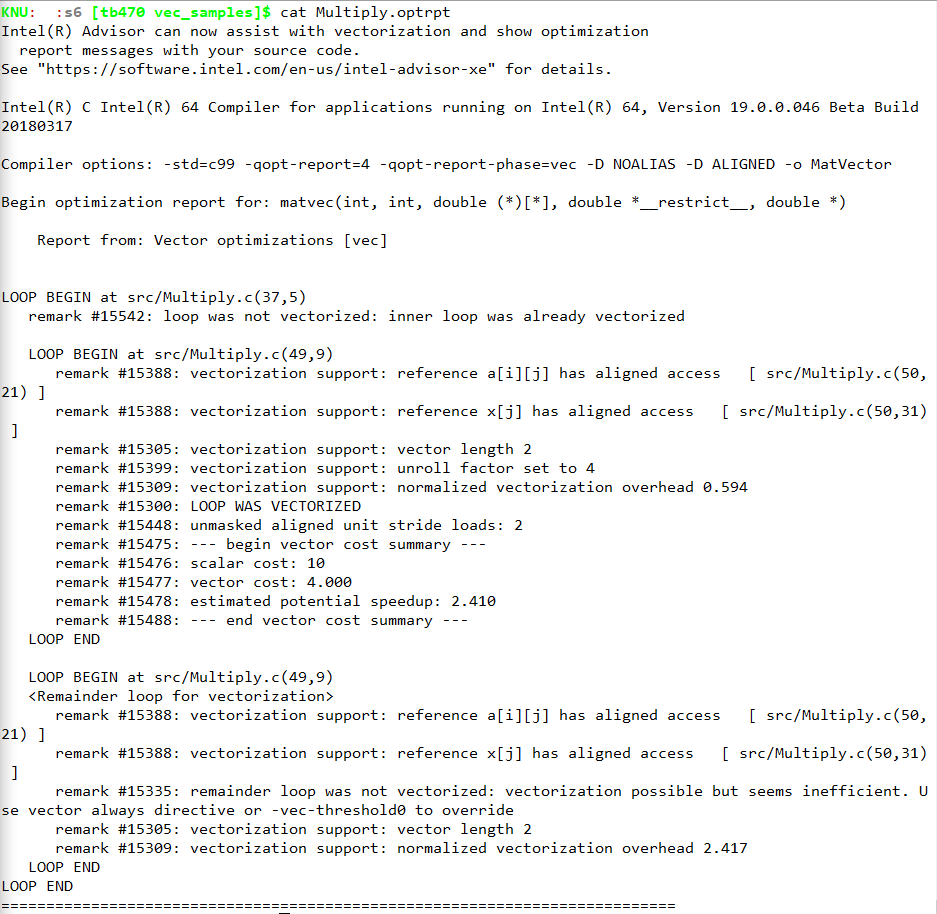 KNU:  :s6 [tb470 vec_samples]$ cat Multiply.optrpt
Intel(R) Advisor can now assist with vectorization and show optimization
  report messages with your source code.
See "https://software.intel.com/en-us/intel-advisor-xe" for details.
Intel(R) C Intel(R) 64 Compiler for applications running on Intel(R) 64, Version 19.0.0.046 Beta Build
20180317
Compiler options: -std=c99 -qopt-report=4 -qopt-report-phase=vec -D NOALIAS -D ALIGNED -o MatVector
Begin optimization report for: matvec(int, int, double (*)[*], double *__restrict__, double *)
    Report from: Vector optimizations [vec]
LOOP BEGIN at src/Multiply.c(37,5)
   remark #15542: loop was not vectorized: inner loop was already vectorized
   LOOP BEGIN at src/Multiply.c(49,9)
      remark #15388: vectorization support: reference a[i][j] has aligned access   [ src/Multiply.c(50,
21) ]
      remark #15388: vectorization support: reference x[j] has aligned access   [ src/Multiply.c(50,31)
 ]
      remark #15305: vectorization support: vector length 2
      remark #15399: vectorization support: unroll factor set to 4
      remark #15309: vectorization support: normalized vectorization overhead 0.594
      remark #15300: LOOP WAS VECTORIZED
      remark #15448: unmasked aligned unit stride loads: 2
      remark #15475: --- begin vector cost summary ---
      remark #15476: scalar cost: 10
      remark #15477: vector cost: 4.000
      remark #15478: estimated potential speedup: 2.410
      remark #15488: --- end vector cost summary ---
   LOOP END
   LOOP BEGIN at src/Multiply.c(49,9)
   <Remainder loop for vectorization>
      remark #15388: vectorization support: reference a[i][j] has aligned access   [ src/Multiply.c(50,
21) ]
      remark #15388: vectorization support: reference x[j] has aligned access   [ src/Multiply.c(50,31)
 ]
      remark #15335: remainder loop was not vectorized: vectorization possible but seems inefficient. U
se vector always directive or -vec-threshold0 to override
      remark #15305: vectorization support: vector length 2
      remark #15309: vectorization support: normalized vectorization overhead 2.417
   LOOP END
LOOP END
===========================================================================